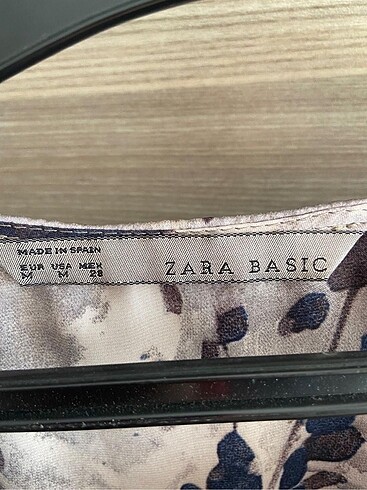 MADE IN SPAIN
EUR USA MEX
M M 28
ZARA BASIC